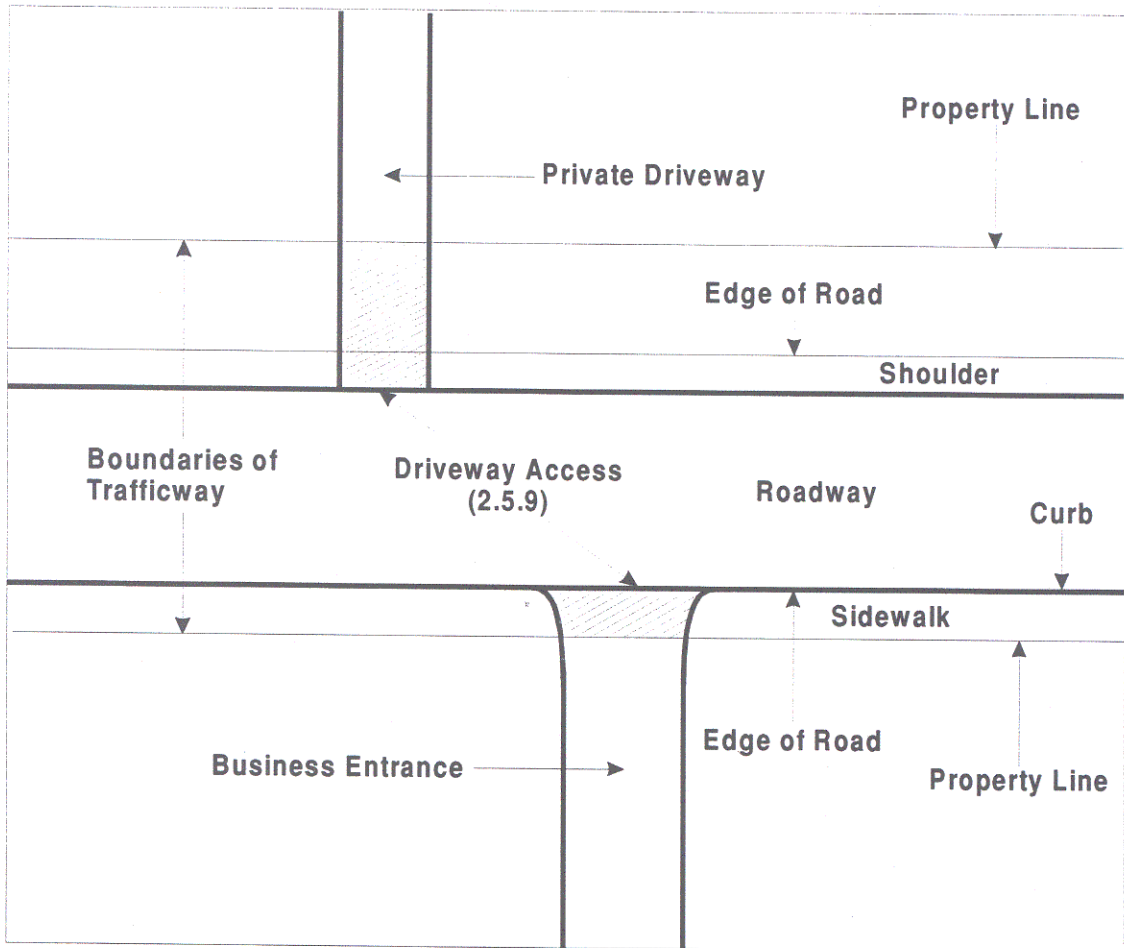 Property Line
Private Driveway
Edge of Road
Shoulder
Boundaries of
Trafficway
Driveway Access
(2.5.9)
Roadway
Curb
Sidewalk
Edge of Road
Business Entrance
Property Line